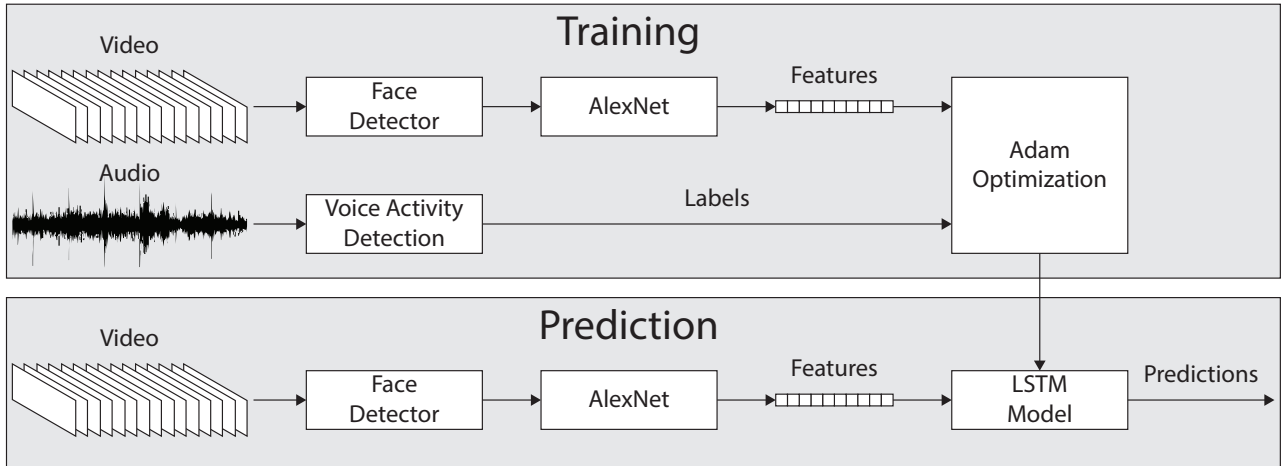 Training
Video
Face
Detector
AlexNet
Features
Adam
Optimization
Audio
Voice Activity
Detection
Labels
Prediction
Video
Face
Detector
AlexNet
Features
LSTM
Model
Predictions